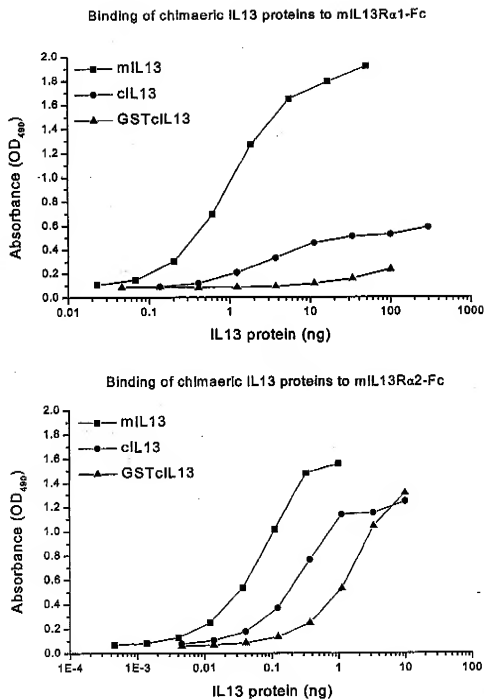 Binding of chimaeric IL13 proteins to mIL13Rα1-Fc
mIL13
cIL13
GSTcIL13
Absorbance (OD490)
2.0
1.8
1.6
1.4
1.2
1.0
0.8
0.6
0.4
0.2
0.0
0.01 0.1 1 10 100 1000
IL13 protein (ng)
Binding of chimaeric IL13 proteins to mIL13Rα2-Fc
mIL13
cIL13
GSTcIL13
Absorbance (OD490)
2.0
1.8
1.6
1.4
1.2
1.0
0.8
0.6
0.4
0.2
0.0
1E-4 1E-3 0.01 0.1 1 10 100
IL13 protein (ng)